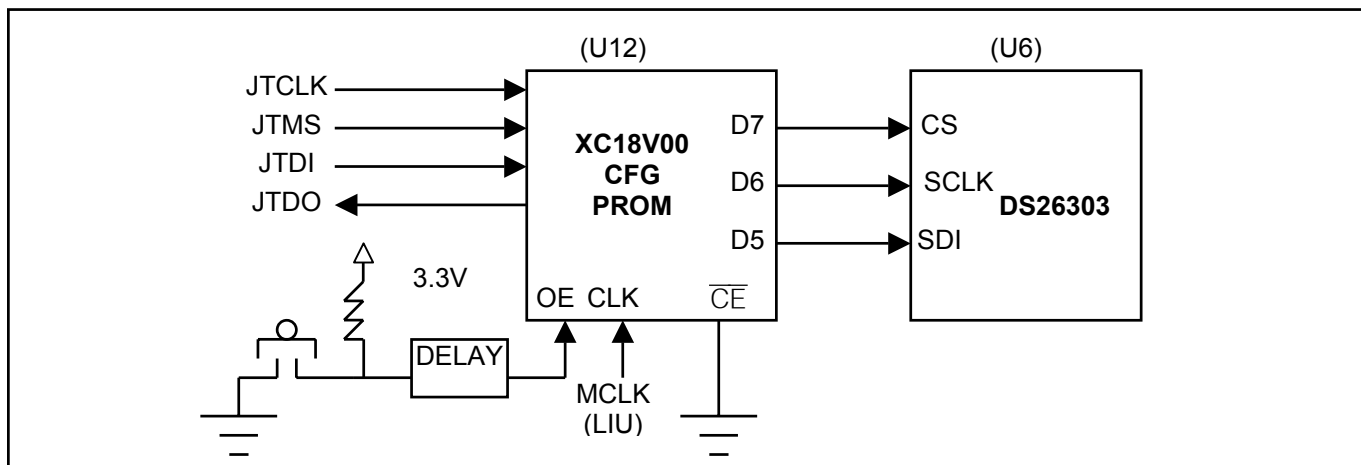 (U12)
(U6)
JTCLK
JTMS
JTDI
JTDO
XC18V00
CFG
PROM
D7
D6
D5
CS
SCLK
SDI
DS26303
3.3V
OE
CLK
CE
DELAY
MCLK
(LIU)